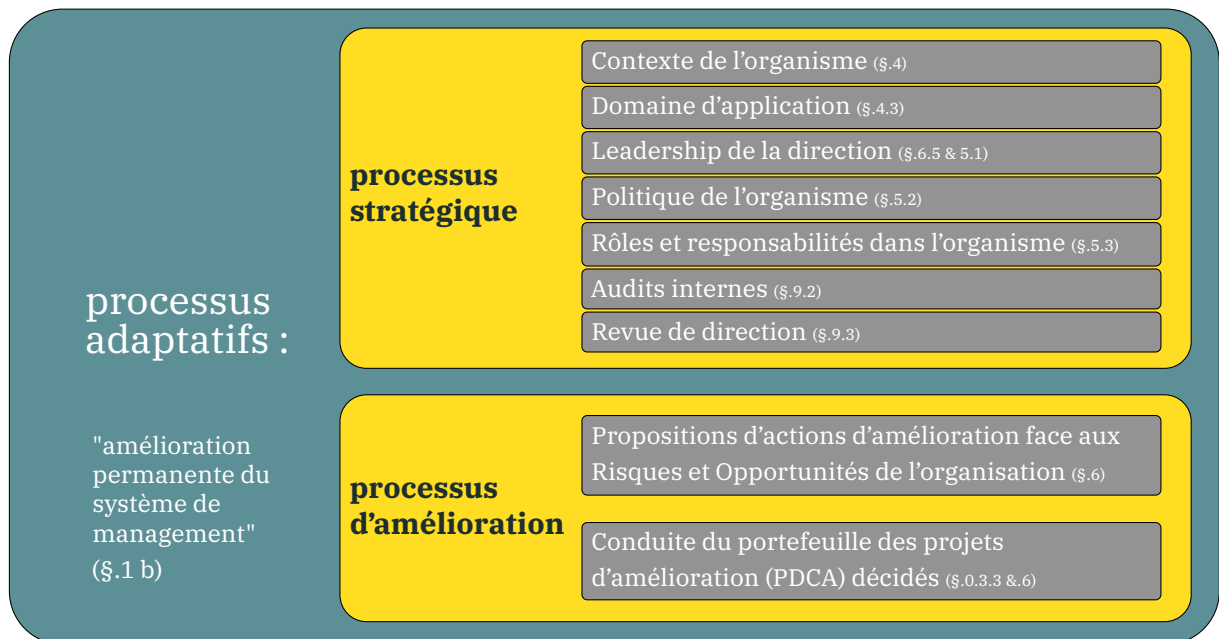 processus
adaptatifs :
"amélioration
permanente du
système de
management"
(§.1 b)
processus
stratégique
Contexte de l’organisme (§.4)
Domaine d’application (§.4.3)
Leadership de la direction (§.6.5 & 5.1)
Politique de l’organisme (§.5.2)
Rôles et responsabilités dans l’organisme (§.5.3)
Audits internes (§.9.2)
Revue de direction (§.9.3)
processus
d’amélioration
Propositions d’actions d’amélioration face aux
Risques et Opportunités de l’organisation (§.6)
Conduite du portefeuille des projets
d’amélioration (PDCA) décidés (§.0.3.3 &.6)